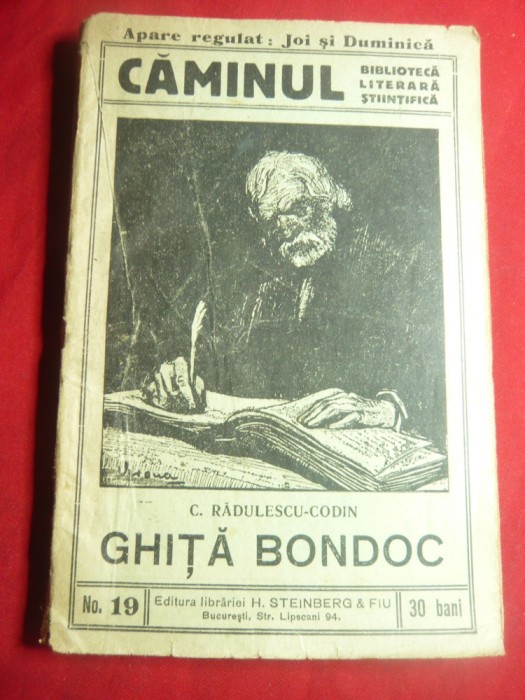 Apare regulat: Joi și Duminică
CĂMINUL
BIBLIOTECĂ
LITERARĂ
ȘTIINȚIFICĂ
C. RĂDULESCU-CODIN
GHIȚĂ BONDOC
No. 19
Editura librăriei H. STEINBERG & FIU
București, Str. Lipscani 94.
30 bani